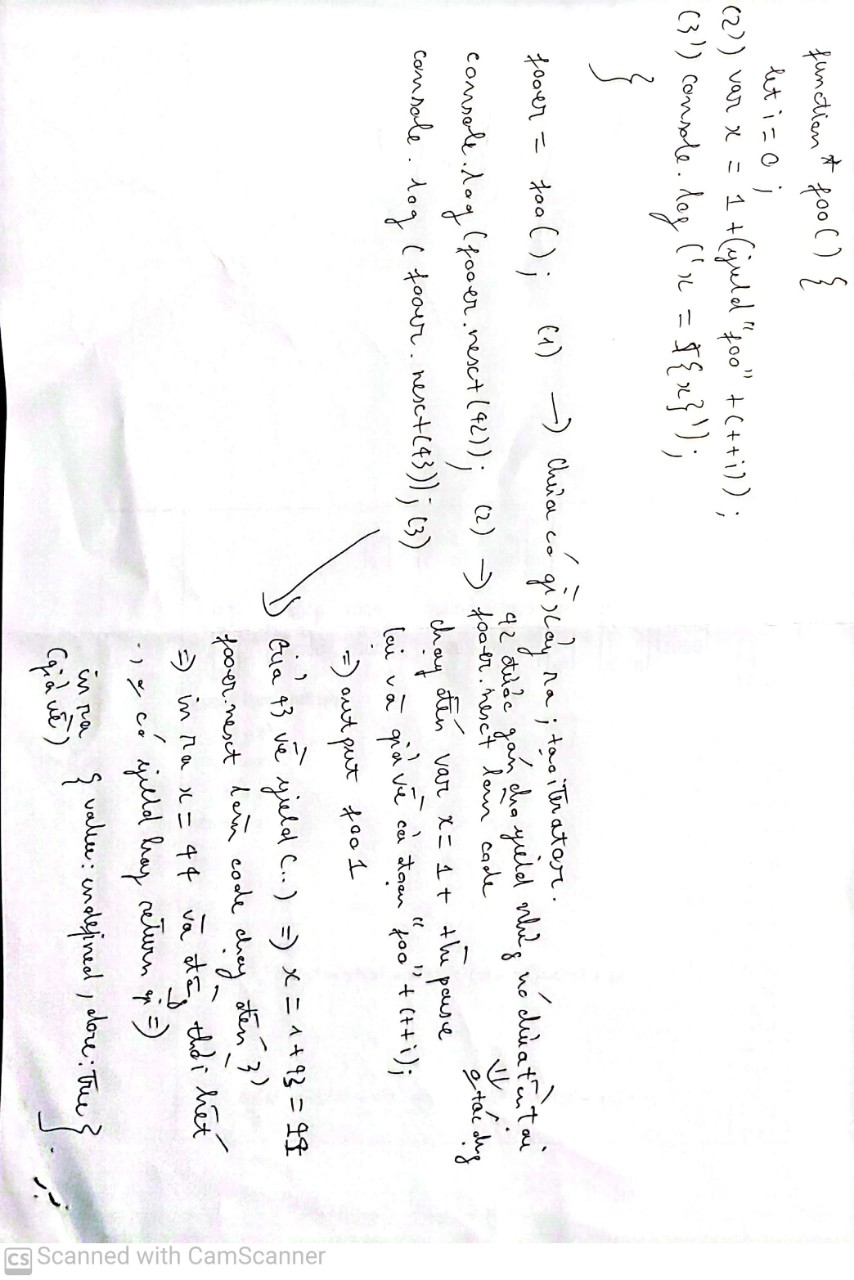 function* foo() {
let i = 0 ;
(2')) var x = 1 + (yield "foo" + (++i)) ;
(3') console.log (`x = ${x}`);
}
fooer = foo(); (1) → Chưa có gì xảy ra ; tạo iterator.
42 được gán cho yield nhưng nó chưa tồn tại
⇓
console.log (fooer.next(42)); (2) → fooer.next làm code
o tác dụng
chạy đến var x = 1 + thì pause
console.log ( fooer.next(43)); (3)
lại và giả về cả đoạn "foo" + (++i);
=> output foo 1
43 về yield (..) => x = 1 + 43 = 44
fooer.next làm code chạy đến 3')
=> in ra x = 44 và đồng thời hết
có yield hay return gì =>
in ra { value: undefined, done: True }.
(giả về)
CS Scanned with CamScanner